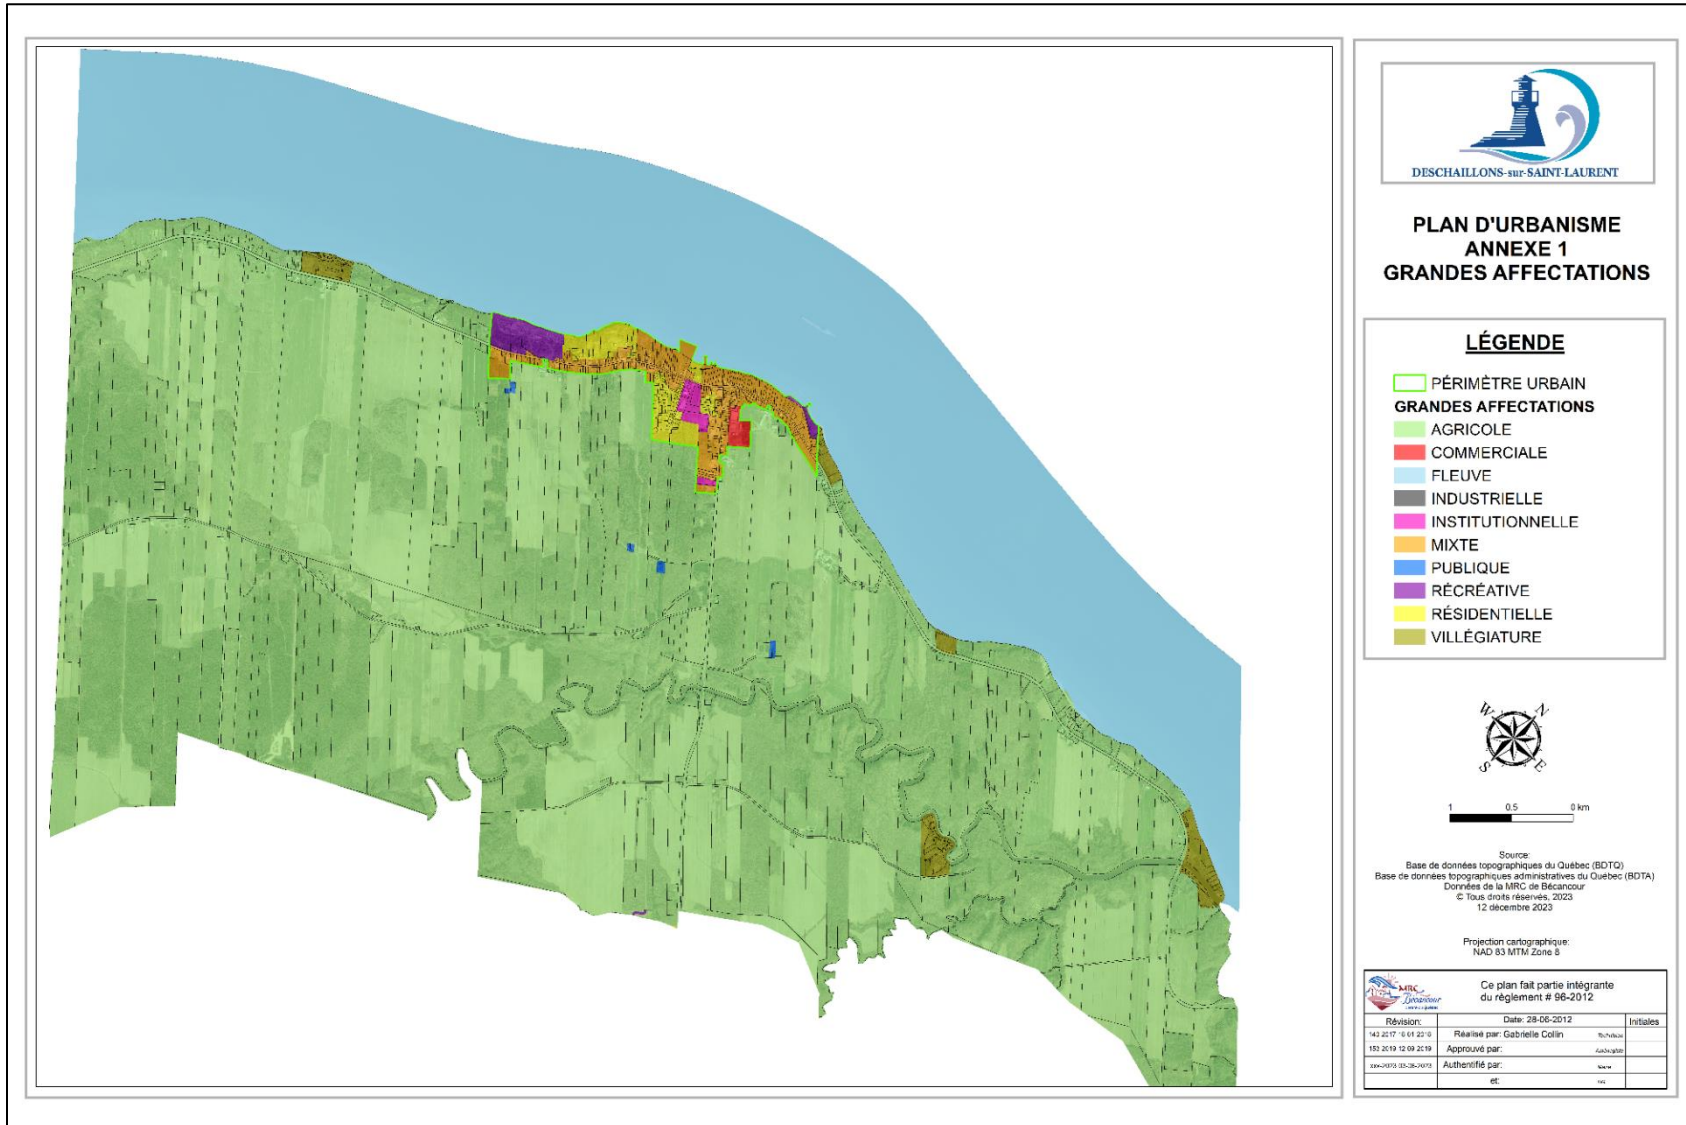 DESCHAILLONS-sur-SAINT-LAURENT
PLAN D'URBANISME
ANNEXE 1
GRANDES AFFECTATIONS
LÉGENDE
PÉRIMÈTRE URBAIN
GRANDES AFFECTATIONS
AGRICOLE
COMMERCIALE
FLEUVE
INDUSTRIELLE
INSTITUTIONNELLE
MIXTE
PUBLIQUE
RÉCRÉATIVE
RÉSIDENTIELLE
VILLÉGIATURE
W N
S E
1 0.5 0 km
Source:
Base de données topographiques du Québec (BDTQ)
Base de données topographiques administratives du Québec (BDTA)
Données de la MRC de Bécancour
© Tous droits réservés, 2023
12 décembre 2023
Projection cartographique:
NAD 83 MTM Zone 8
MRC
Bécancour
Ce plan fait partie intégrante
du règlement # 96-2012
Révision: Date: 28-06-2012 Initiales
Réalisé par: Gabrielle Collin
Approuvé par:
Authentifié par:
et: